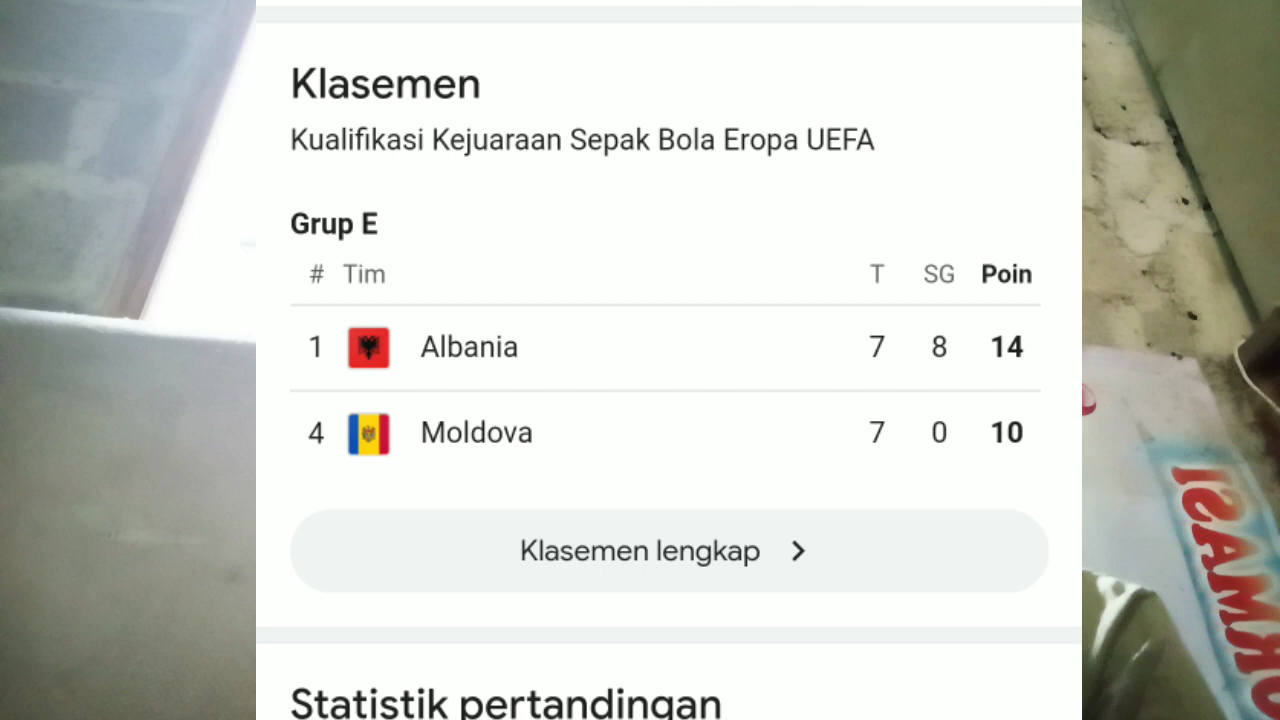 Klasemen
Kualifikasi Kejuaraan Sepak Bola Eropa UEFA
Grup E
# Tim T SG Poin
1 Albania 7 8 14
4 Moldova 7 0 10
Klasemen lengkap
Statistik pertandingan